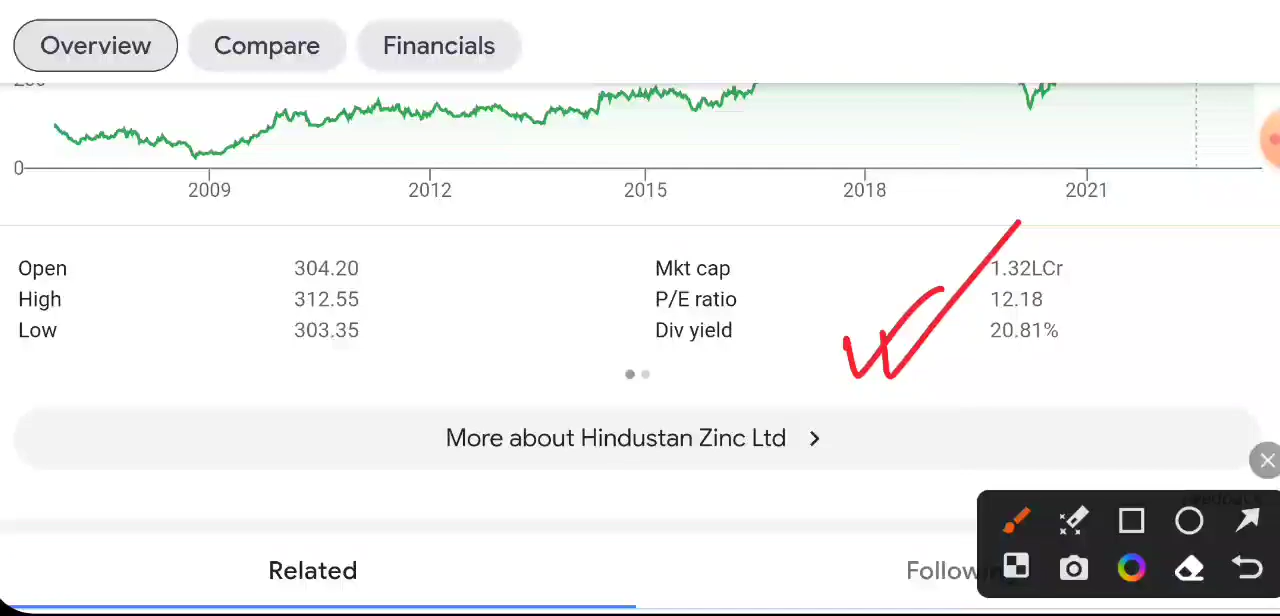 Overview Compare Financials
0
2009 2012 2015 2018 2021
Open 304.20 Mkt cap 1.32LCr
High 312.55 P/E ratio 12.18
Low 303.35 Div yield 20.81%
More about Hindustan Zinc Ltd
Related